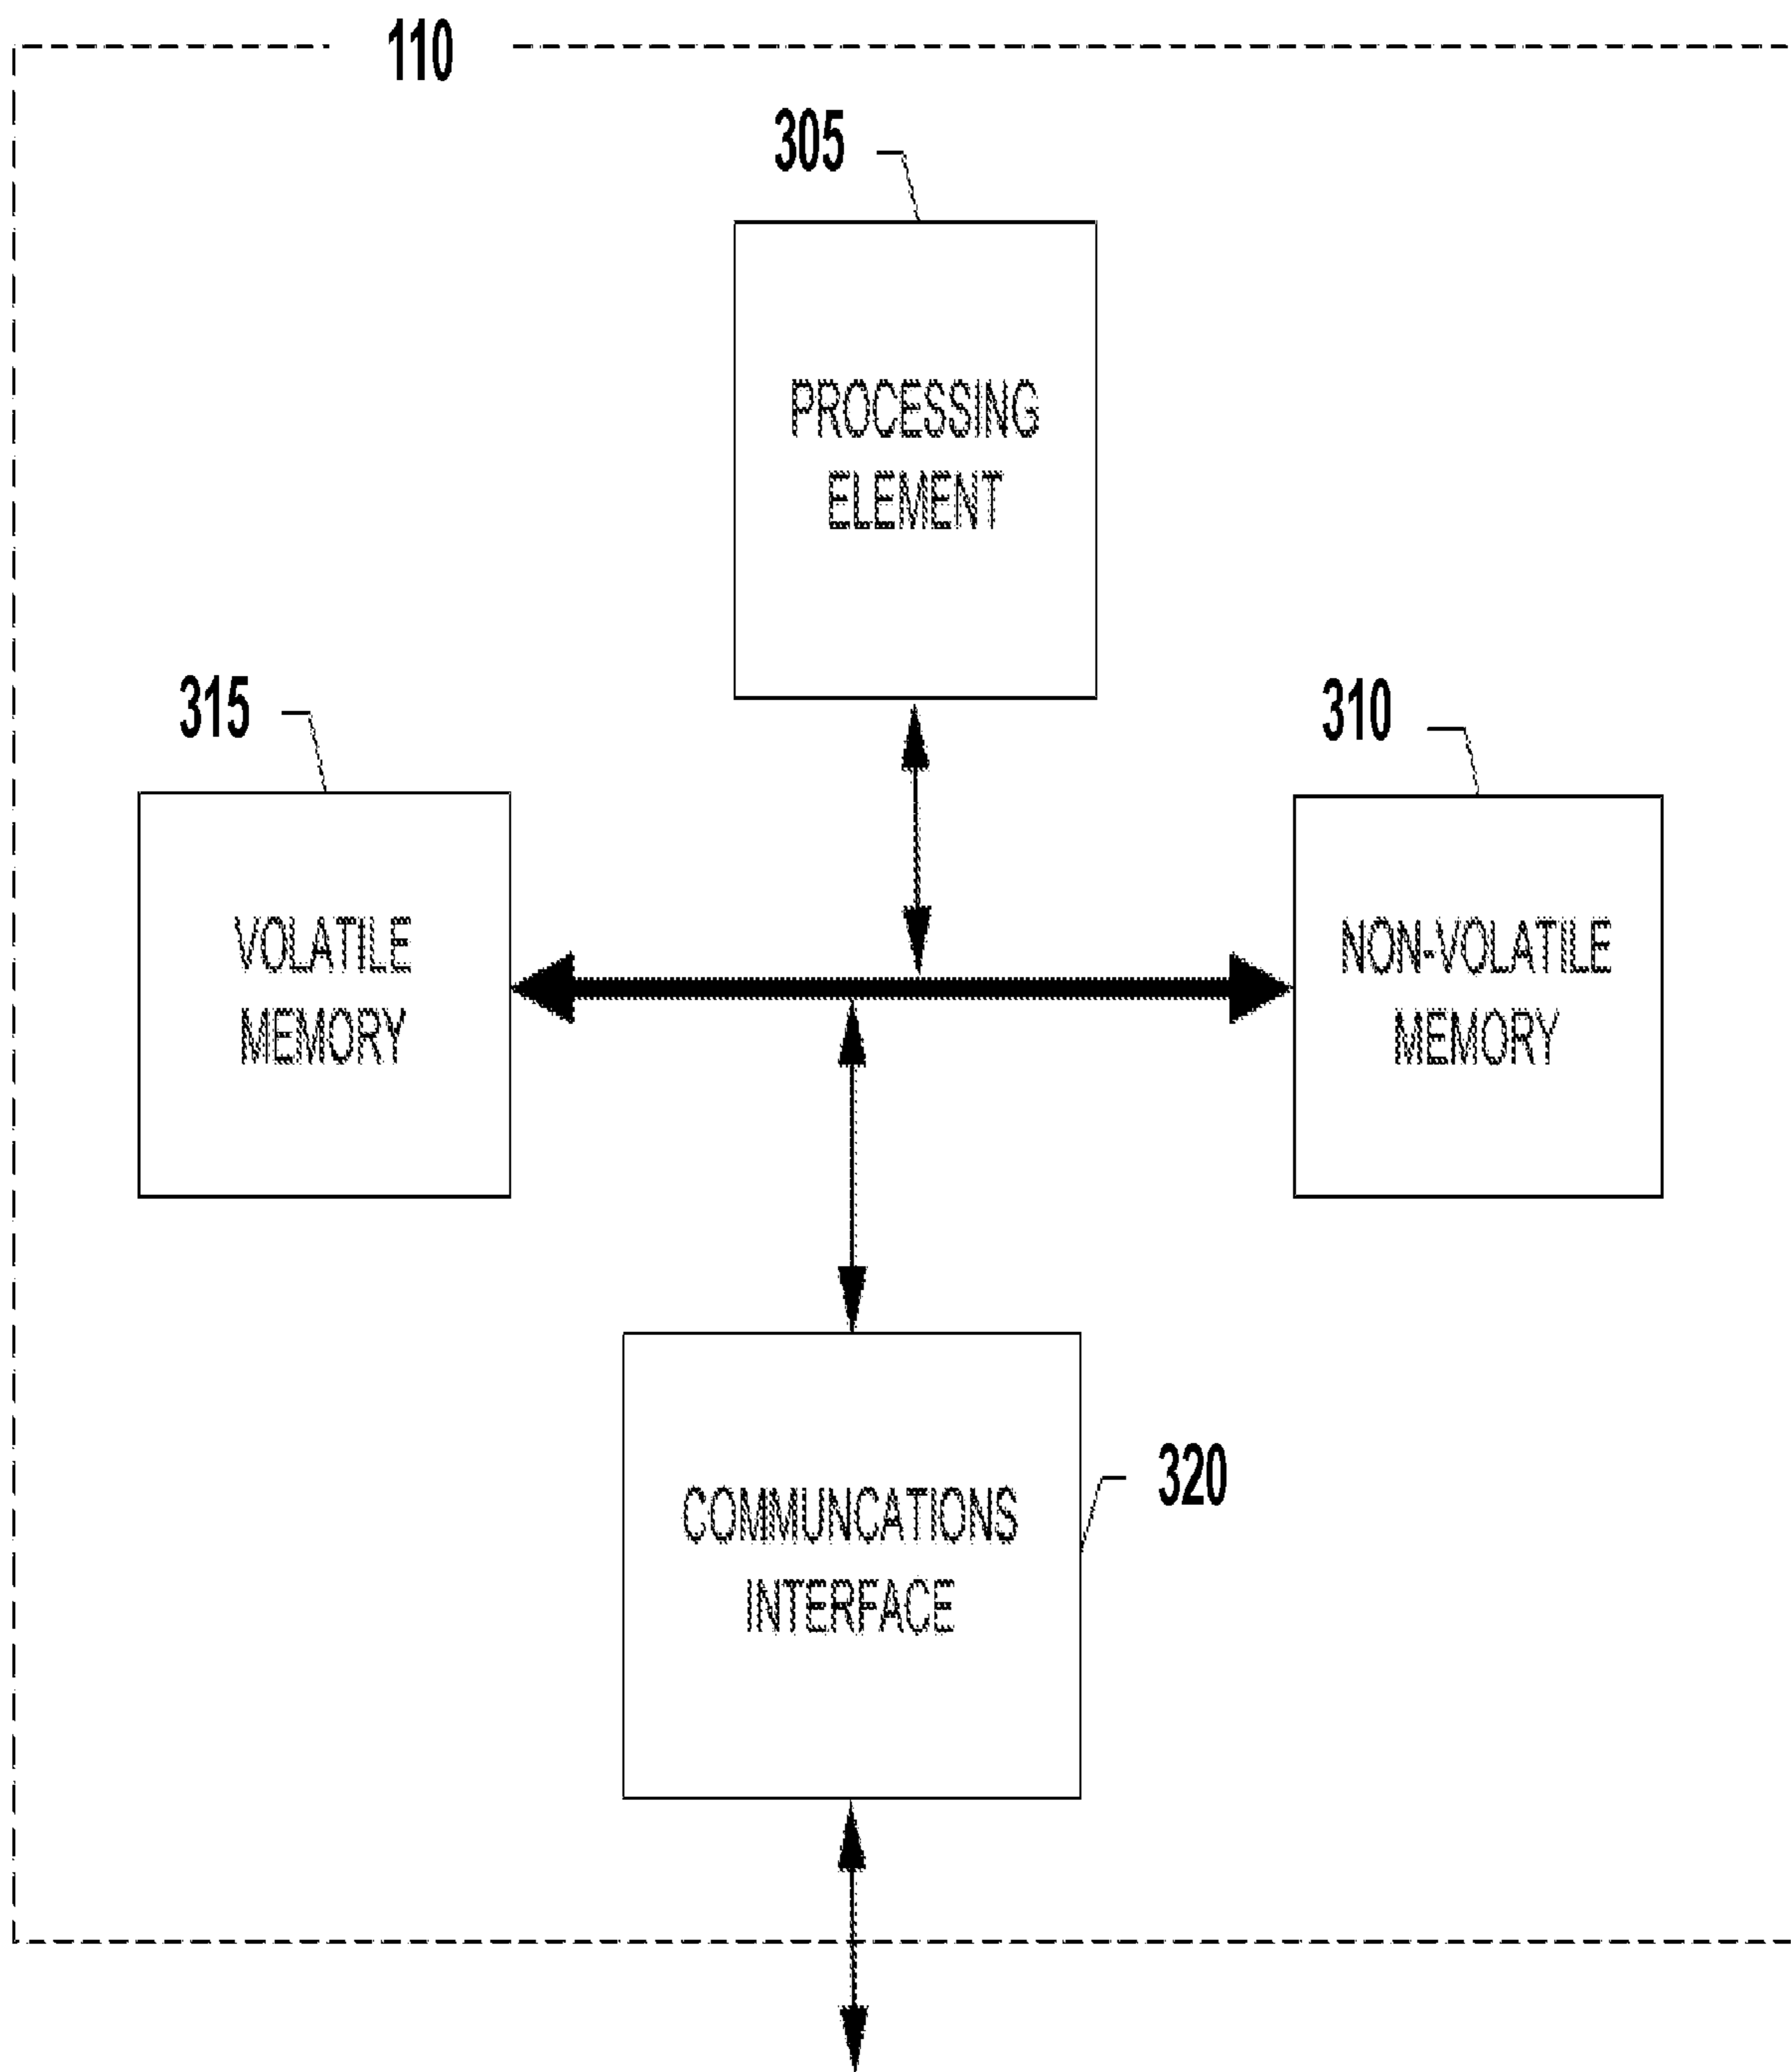 110
305
PROCESSING
ELEMENT
315
310
VOLATILE
MEMORY
NON-VOLATILE
MEMORY
COMMUNCATIONS
INTERFACE
320